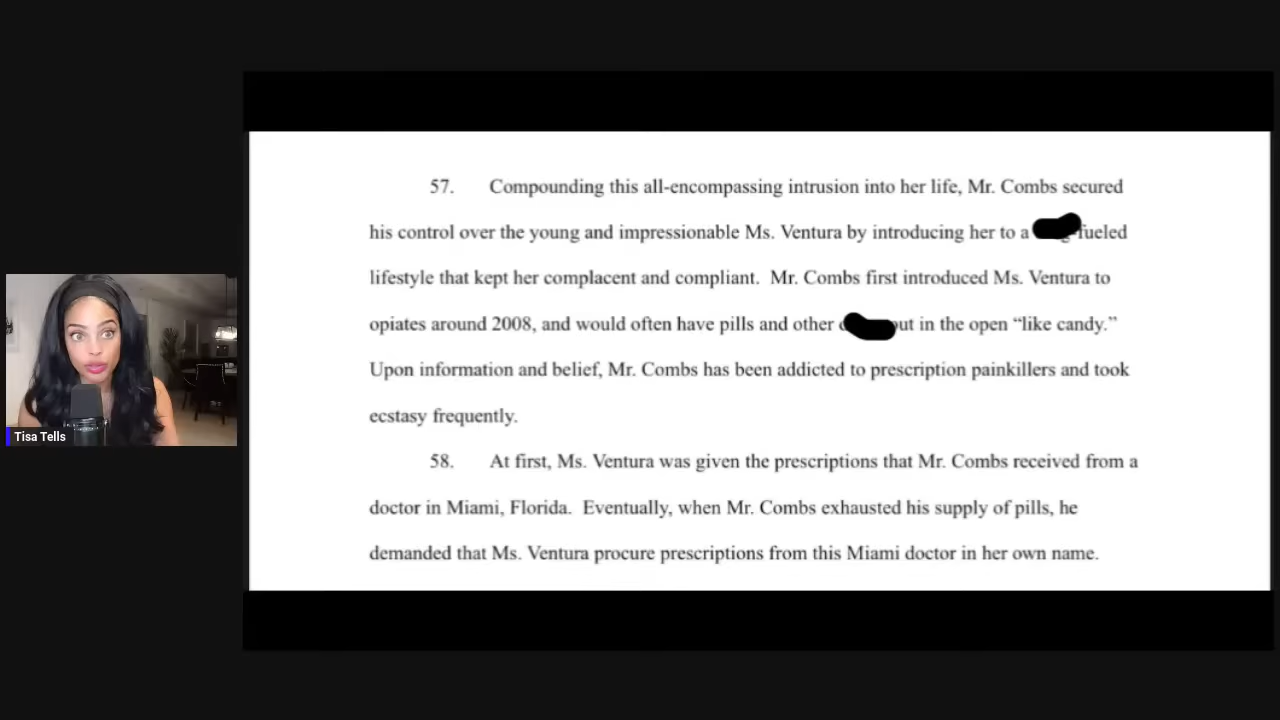 57. Compounding this all-encompassing intrusion into her life, Mr. Combs secured
his control over the young and impressionable Ms. Ventura by introducing her to a fueled
lifestyle that kept her complacent and compliant. Mr. Combs first introduced Ms. Ventura to
opiates around 2008, and would often have pills and other in the open “like candy.”
Upon information and belief, Mr. Combs has been addicted to prescription painkillers and took
ecstasy frequently.
Tisa Tells
58. At first, Ms. Ventura was given the prescriptions that Mr. Combs received from a
doctor in Miami, Florida. Eventually, when Mr. Combs exhausted his supply of pills, he
demanded that Ms. Ventura procure prescriptions from this Miami doctor in her own name.